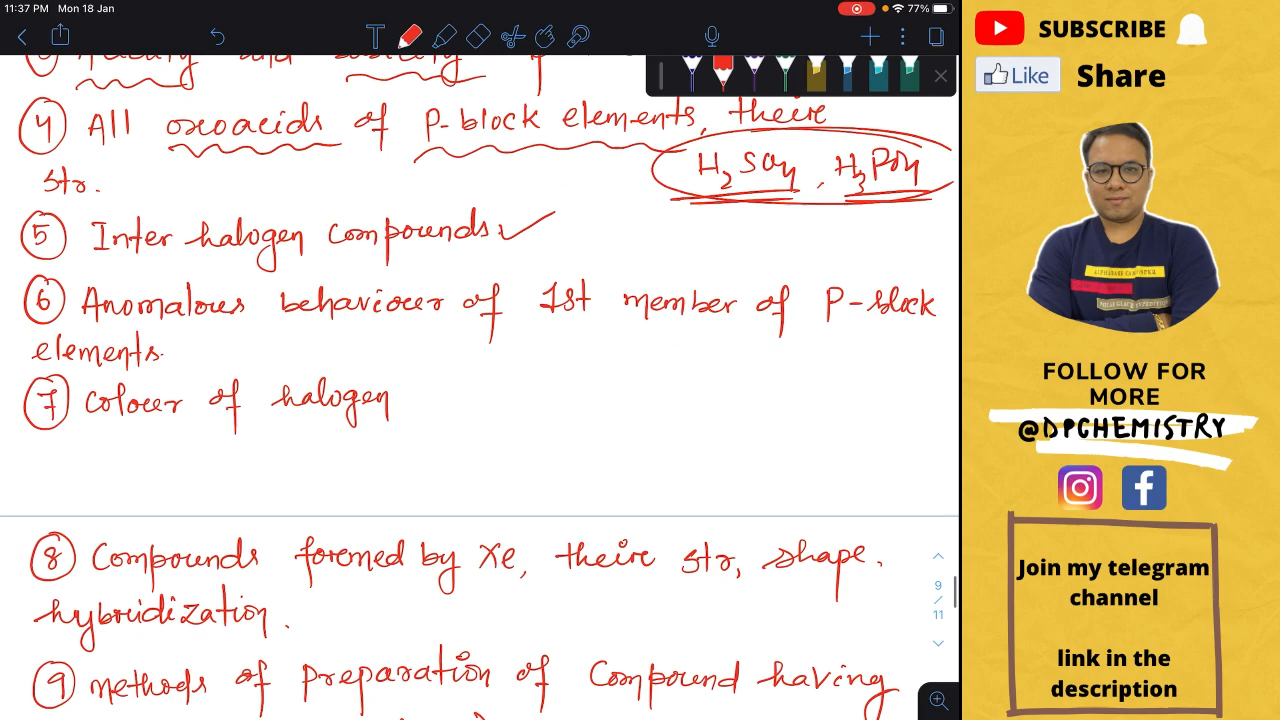 11:37 PM Mon 18 Jan
77%
and
4 All oxoacids of P-block elements, their
H2SO4, H3PO4
str.
5 Inter halogen compounds
6 Anomalous behaviour of 1st member of P-block
elements.
7 Colour of halogen
8 Compounds formed by Xe, their str, shape.
hybridization.
9 methods of preparation of Compound having
9
/
11
SUBSCRIBE
Like Share
FOLLOW FOR
MORE
@DPCHEMISTRY
Join my telegram
channel
link in the
description